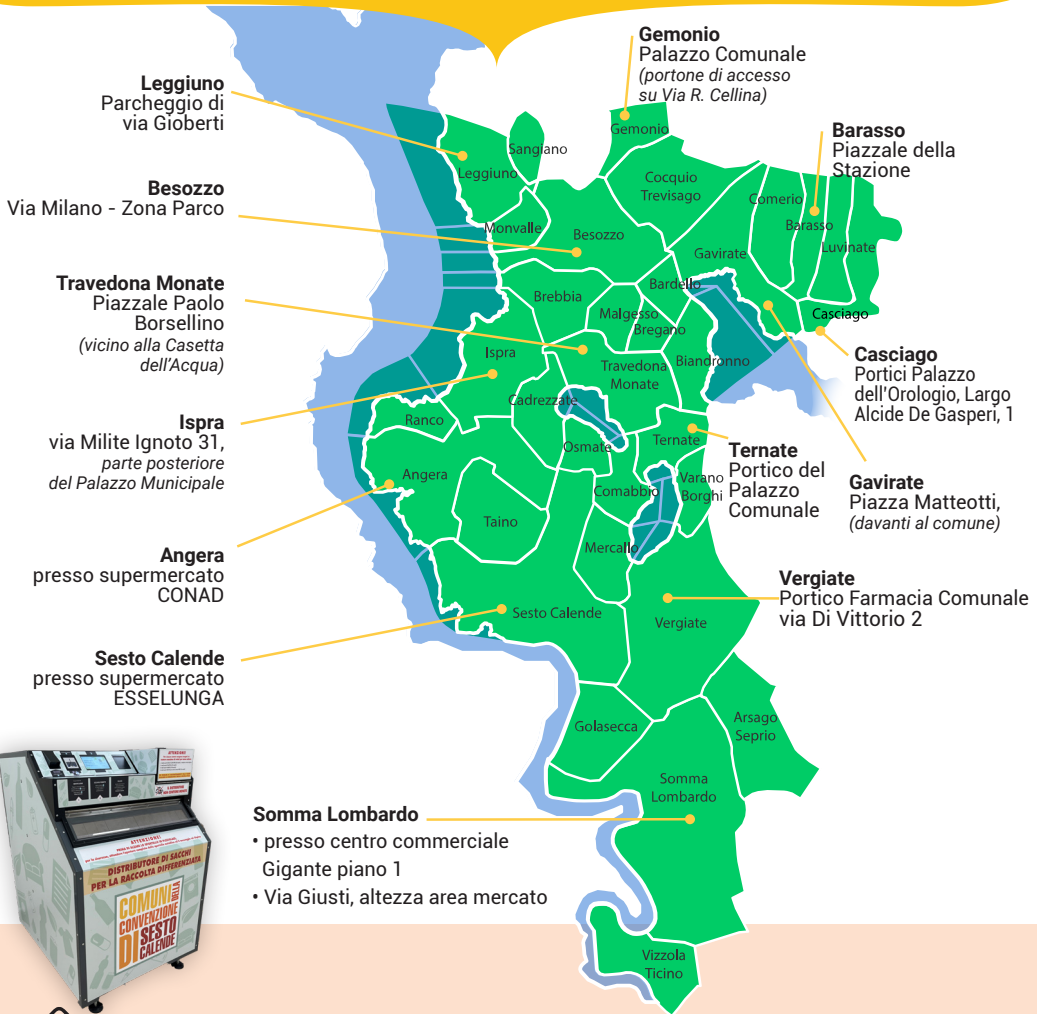 Gemonio
Palazzo Comunale
(portone di accesso
su Via R. Cellina)
Leggiuno
Parcheggio di
via Gioberti
Barasso
Piazzale della
Stazione
Besozzo
Via Milano - Zona Parco
Travedona Monate
Piazzale Paolo
Borsellino
(vicino alla Casetta
dell'Acqua)
Casciago
Portici Palazzo
dell'Orologio, Largo
Alcide De Gasperi, 1
Ispra
via Milite Ignoto 31,
parte posteriore
del Palazzo Municipale
Ternate
Portico del
Palazzo
Comunale
Gavirate
Piazza Matteotti,
(davanti al comune)
Angera
presso supermercato
CONAD
Vergiate
Portico Farmacia Comunale
via Di Vittorio 2
Sesto Calende
presso supermercato
ESSELUNGA
Somma Lombardo
• presso centro commerciale
Gigante piano 1
• Via Giusti, altezza area mercato
Gemonio
Sangiano
Leggiuno
Cocquio
Trevisago
Comerio
Barasso
Luvinate
Monvalle
Besozzo
Gavirate
Bardello
Brebbia
Malgesso
Bregano
Casciago
Ispra
Travedona
Monate
Biandronno
Cadrezzate
Ranco
Osmate
Ternate
Angera
Comabbio
Varano
Borghi
Taino
Mercallo
Sesto Calende
Vergiate
Golasecca
Arsago
Seprio
Somma
Lombardo
Vizzola
Ticino
ATTENZIONE!
DISTRIBUTORE DI SACCHI
PER LA RACCOLTA DIFFERENZIATA
COMUNI
CONVENZIONE
DELLA
DI SESTO
CALENDE